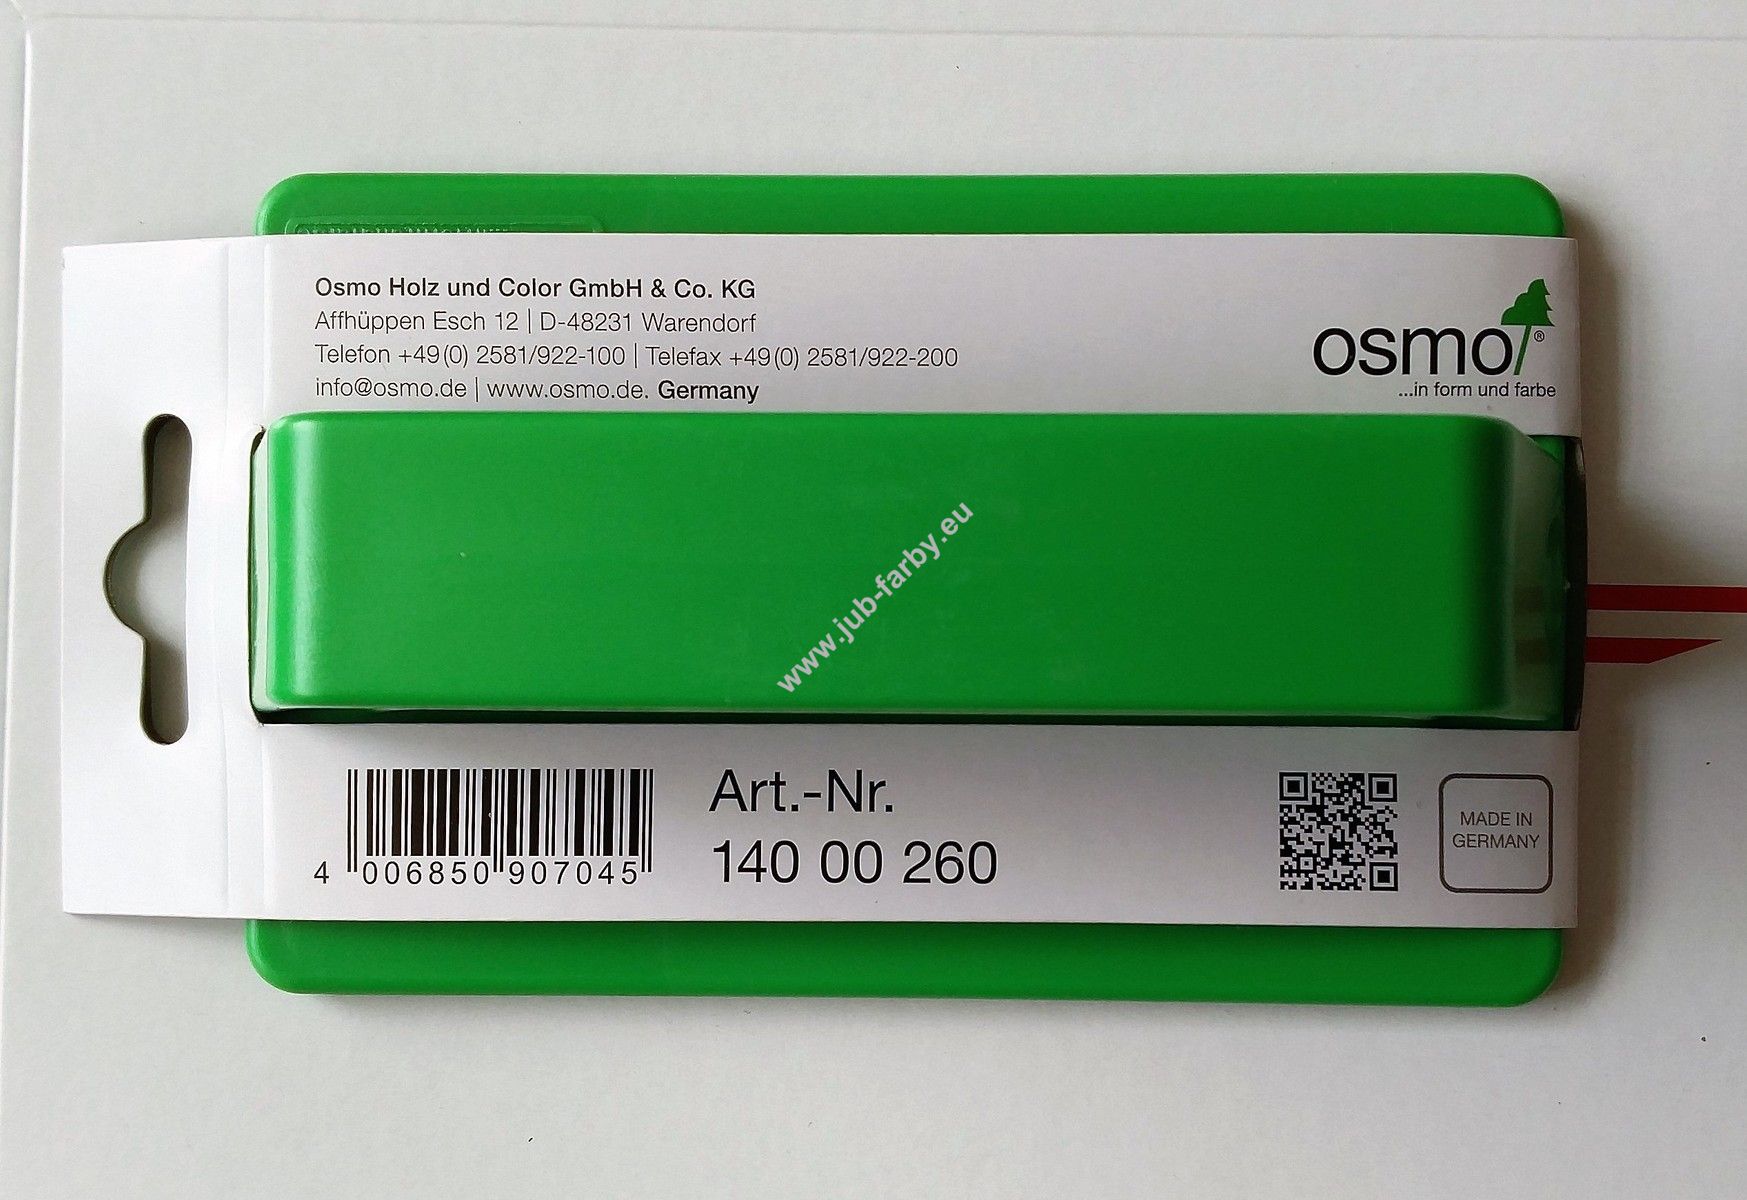 Osmo Holz und Color GmbH & Co. KG
Affhüppen Esch 12 | D-48231 Warendorf
Telefon +49(0) 2581/922-100 | Telefax +49(0) 2581/922-200
info@osmo.de | www.osmo.de. Germany
osmo®
...in form und farbe
www.jub-farby.eu
4 006850 907045
Art.-Nr.
140 00 260
MADE IN
GERMANY